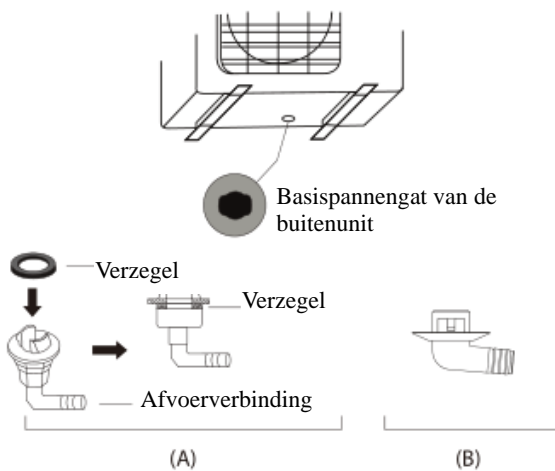 Basispannengat van de
buitenunit
Verzegel
Verzegel
Afvoerverbinding
(A)
(B)